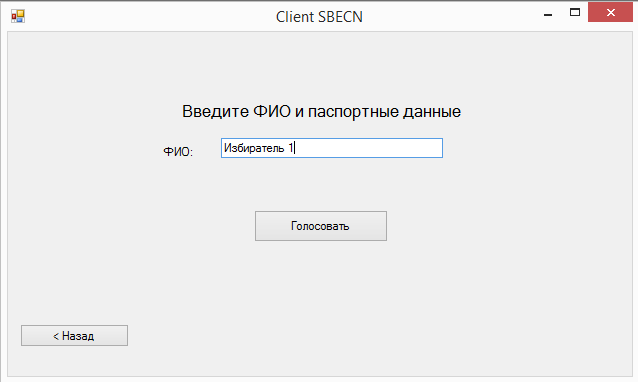 Client SBECN
Введите ФИО и паспортные данные
ФИО:
Избиратель 1
Голосовать
< Назад